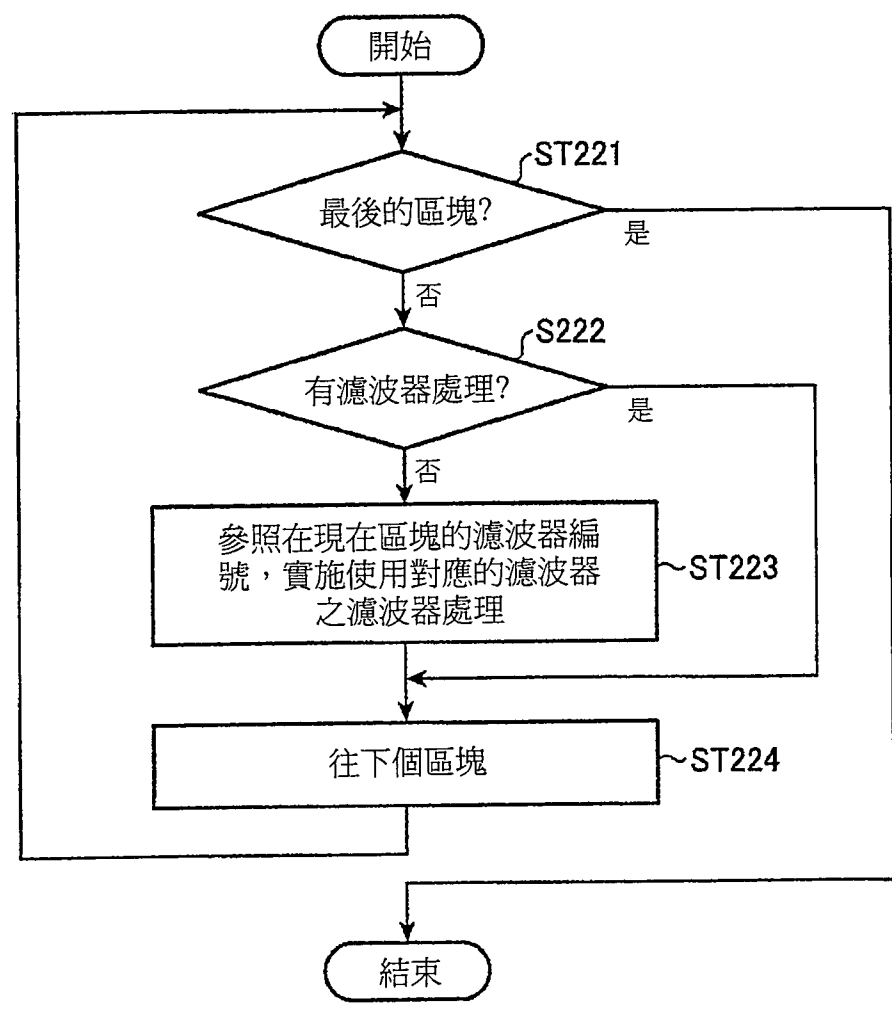 開始
ST221
最後的區塊?
是
否
S222
有濾波器處理?
是
否
參照在現在區塊的濾波器編
號，實施使用對應的濾波器
之濾波器處理
ST223
往下個區塊
ST224
結束